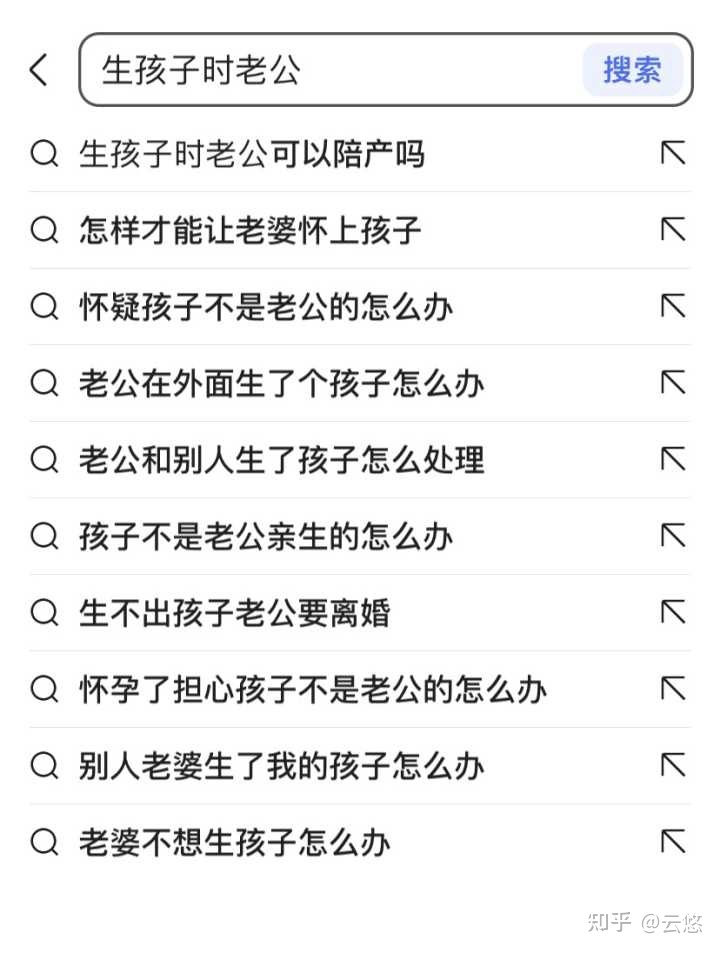 生孩子时老公 搜索
生孩子时老公可以陪产吗
怎样才能让老婆怀上孩子
怀疑孩子不是老公的怎么办
老公在外面生了个孩子怎么办
老公和别人生了孩子怎么处理
孩子不是老公亲生的怎么办
生不出孩子老公要离婚
怀孕了担心孩子不是老公的怎么办
别人老婆生了我的孩子怎么办
老婆不想生孩子怎么办
知乎 @云悠